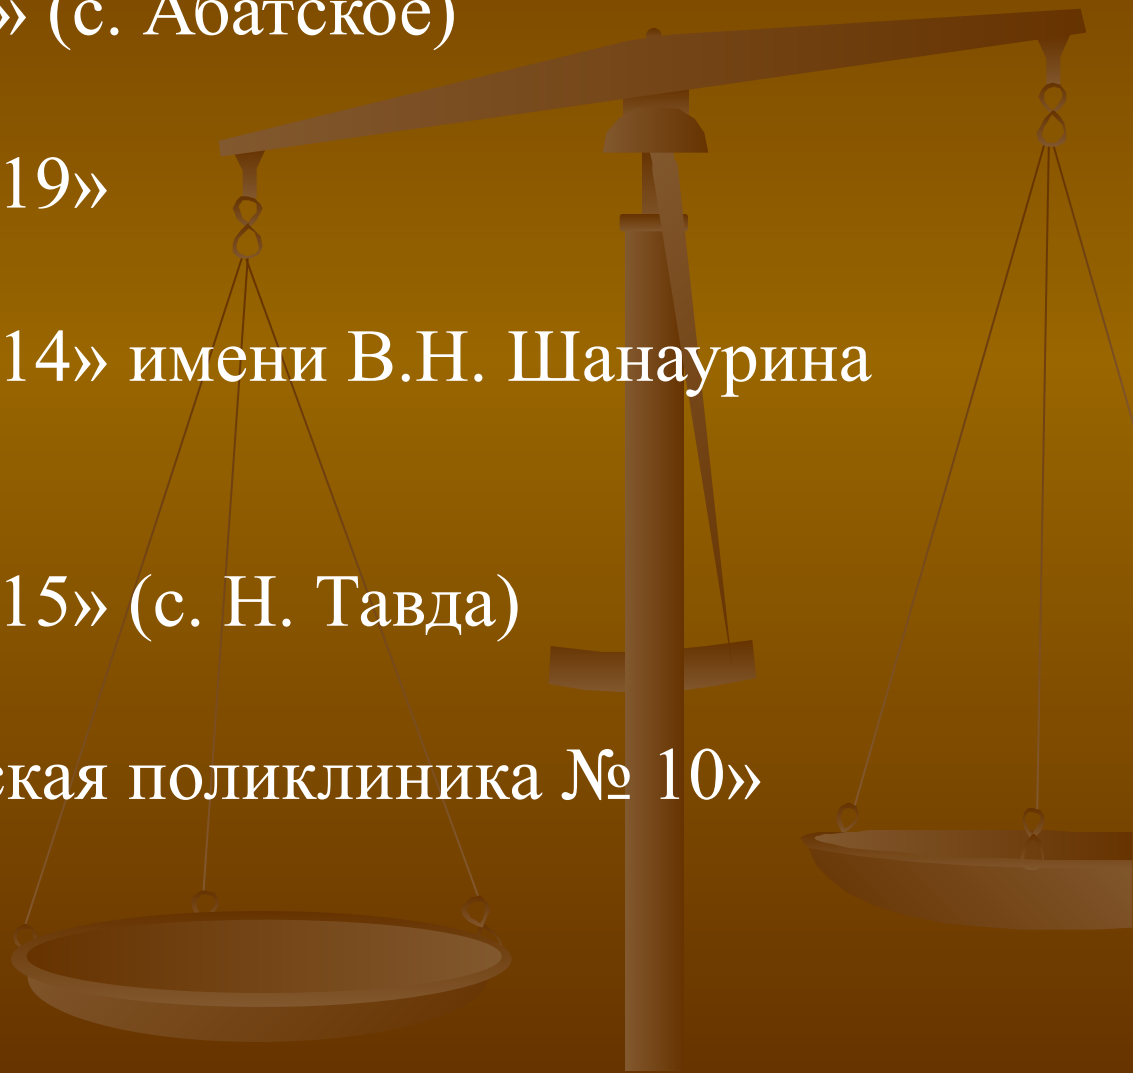 » (с. Абатское)
19»
14» имени В.Н. Шанаурина
15» (с. Н. Тавда)
ская поликлиника № 10»